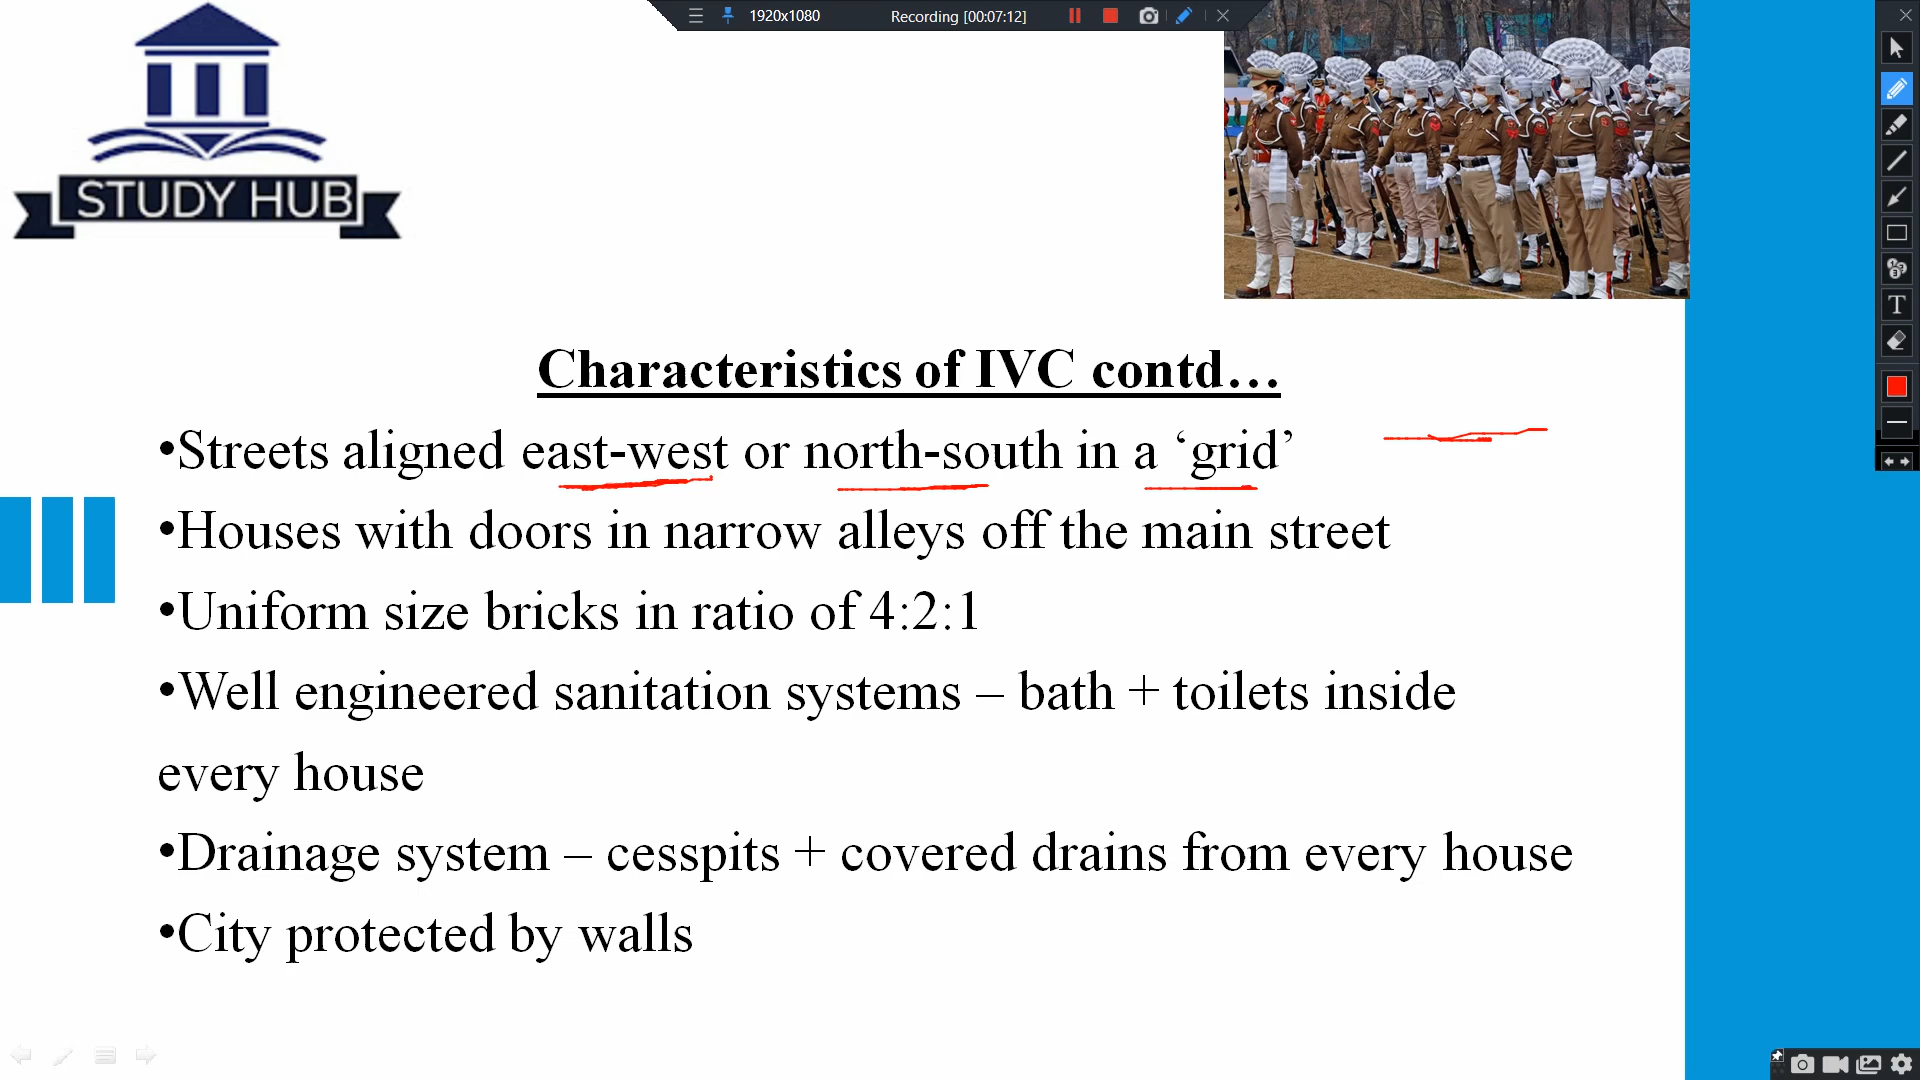 1920x1080
Recording [00:07:12]
STUDY HUB
Characteristics of IVC contd…
•Streets aligned east-west or north-south in a ‘grid’
•Houses with doors in narrow alleys off the main street
•Uniform size bricks in ratio of 4:2:1
•Well engineered sanitation systems – bath + toilets inside
every house
•Drainage system – cesspits + covered drains from every house
•City protected by walls